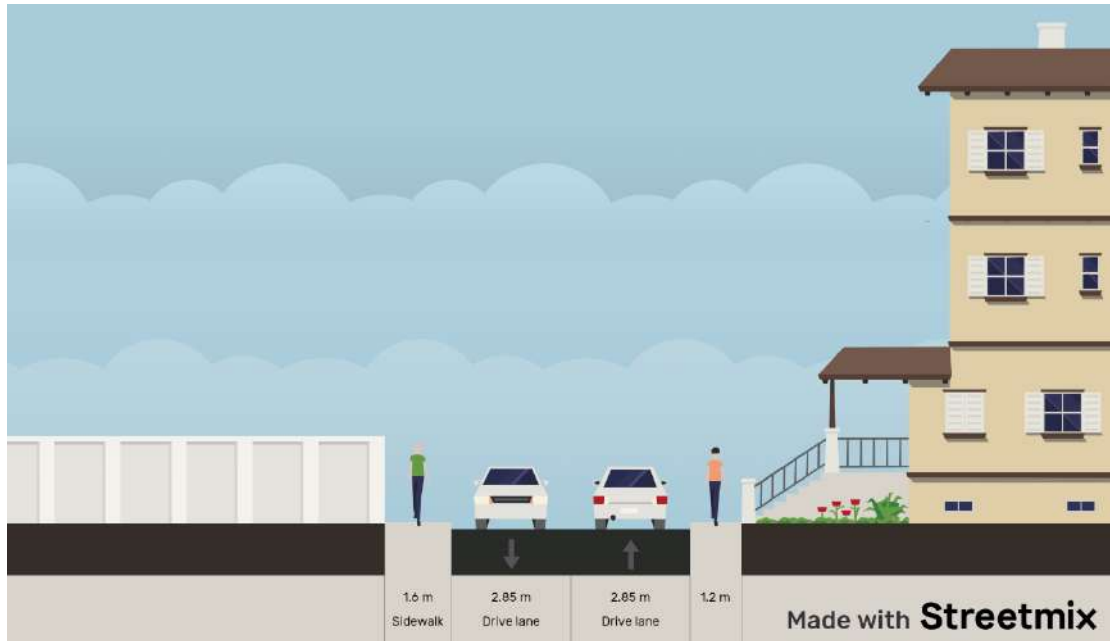 1.6 m
Sidewalk
2.85 m
Drive lane
2.85 m
Drive lane
1.2 m
Made with Streetmix